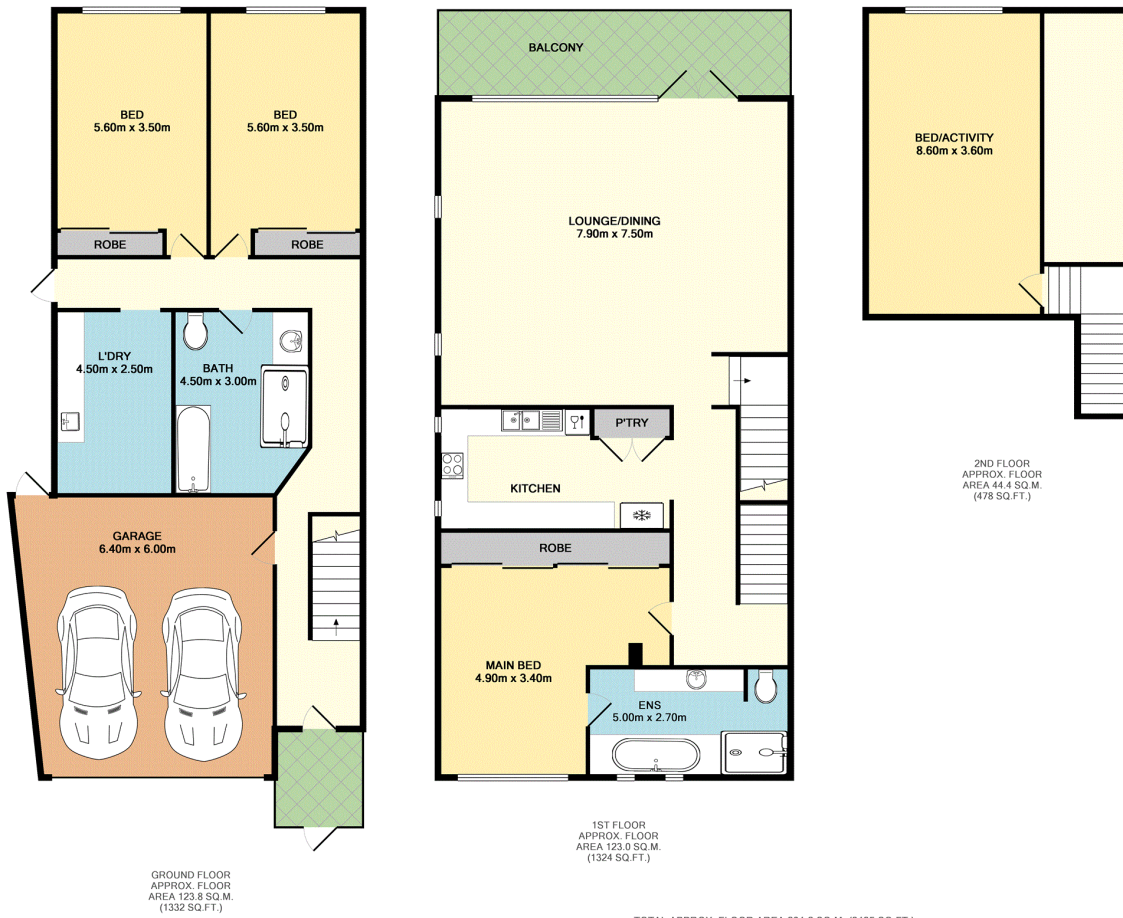 BED
5.60m x 3.50m
BED
5.60m x 3.50m
ROBE
ROBE
L'DRY
4.50m x 2.50m
BATH
4.50m x 3.00m
GARAGE
6.40m x 6.00m
GROUND FLOOR
APPROX. FLOOR
AREA 123.8 SQ.M.
(1332 SQ.FT.)
BALCONY
LOUNGE/DINING
7.90m x 7.50m
P'TRY
KITCHEN
ROBE
MAIN BED
4.90m x 3.40m
ENS
5.00m x 2.70m
1ST FLOOR
APPROX. FLOOR
AREA 123.0 SQ.M.
(1324 SQ.FT.)
BED/ACTIVITY
8.60m x 3.60m
2ND FLOOR
APPROX. FLOOR
AREA 44.4 SQ.M.
(478 SQ.FT.)
TOTAL APPROX. FLOOR AREA